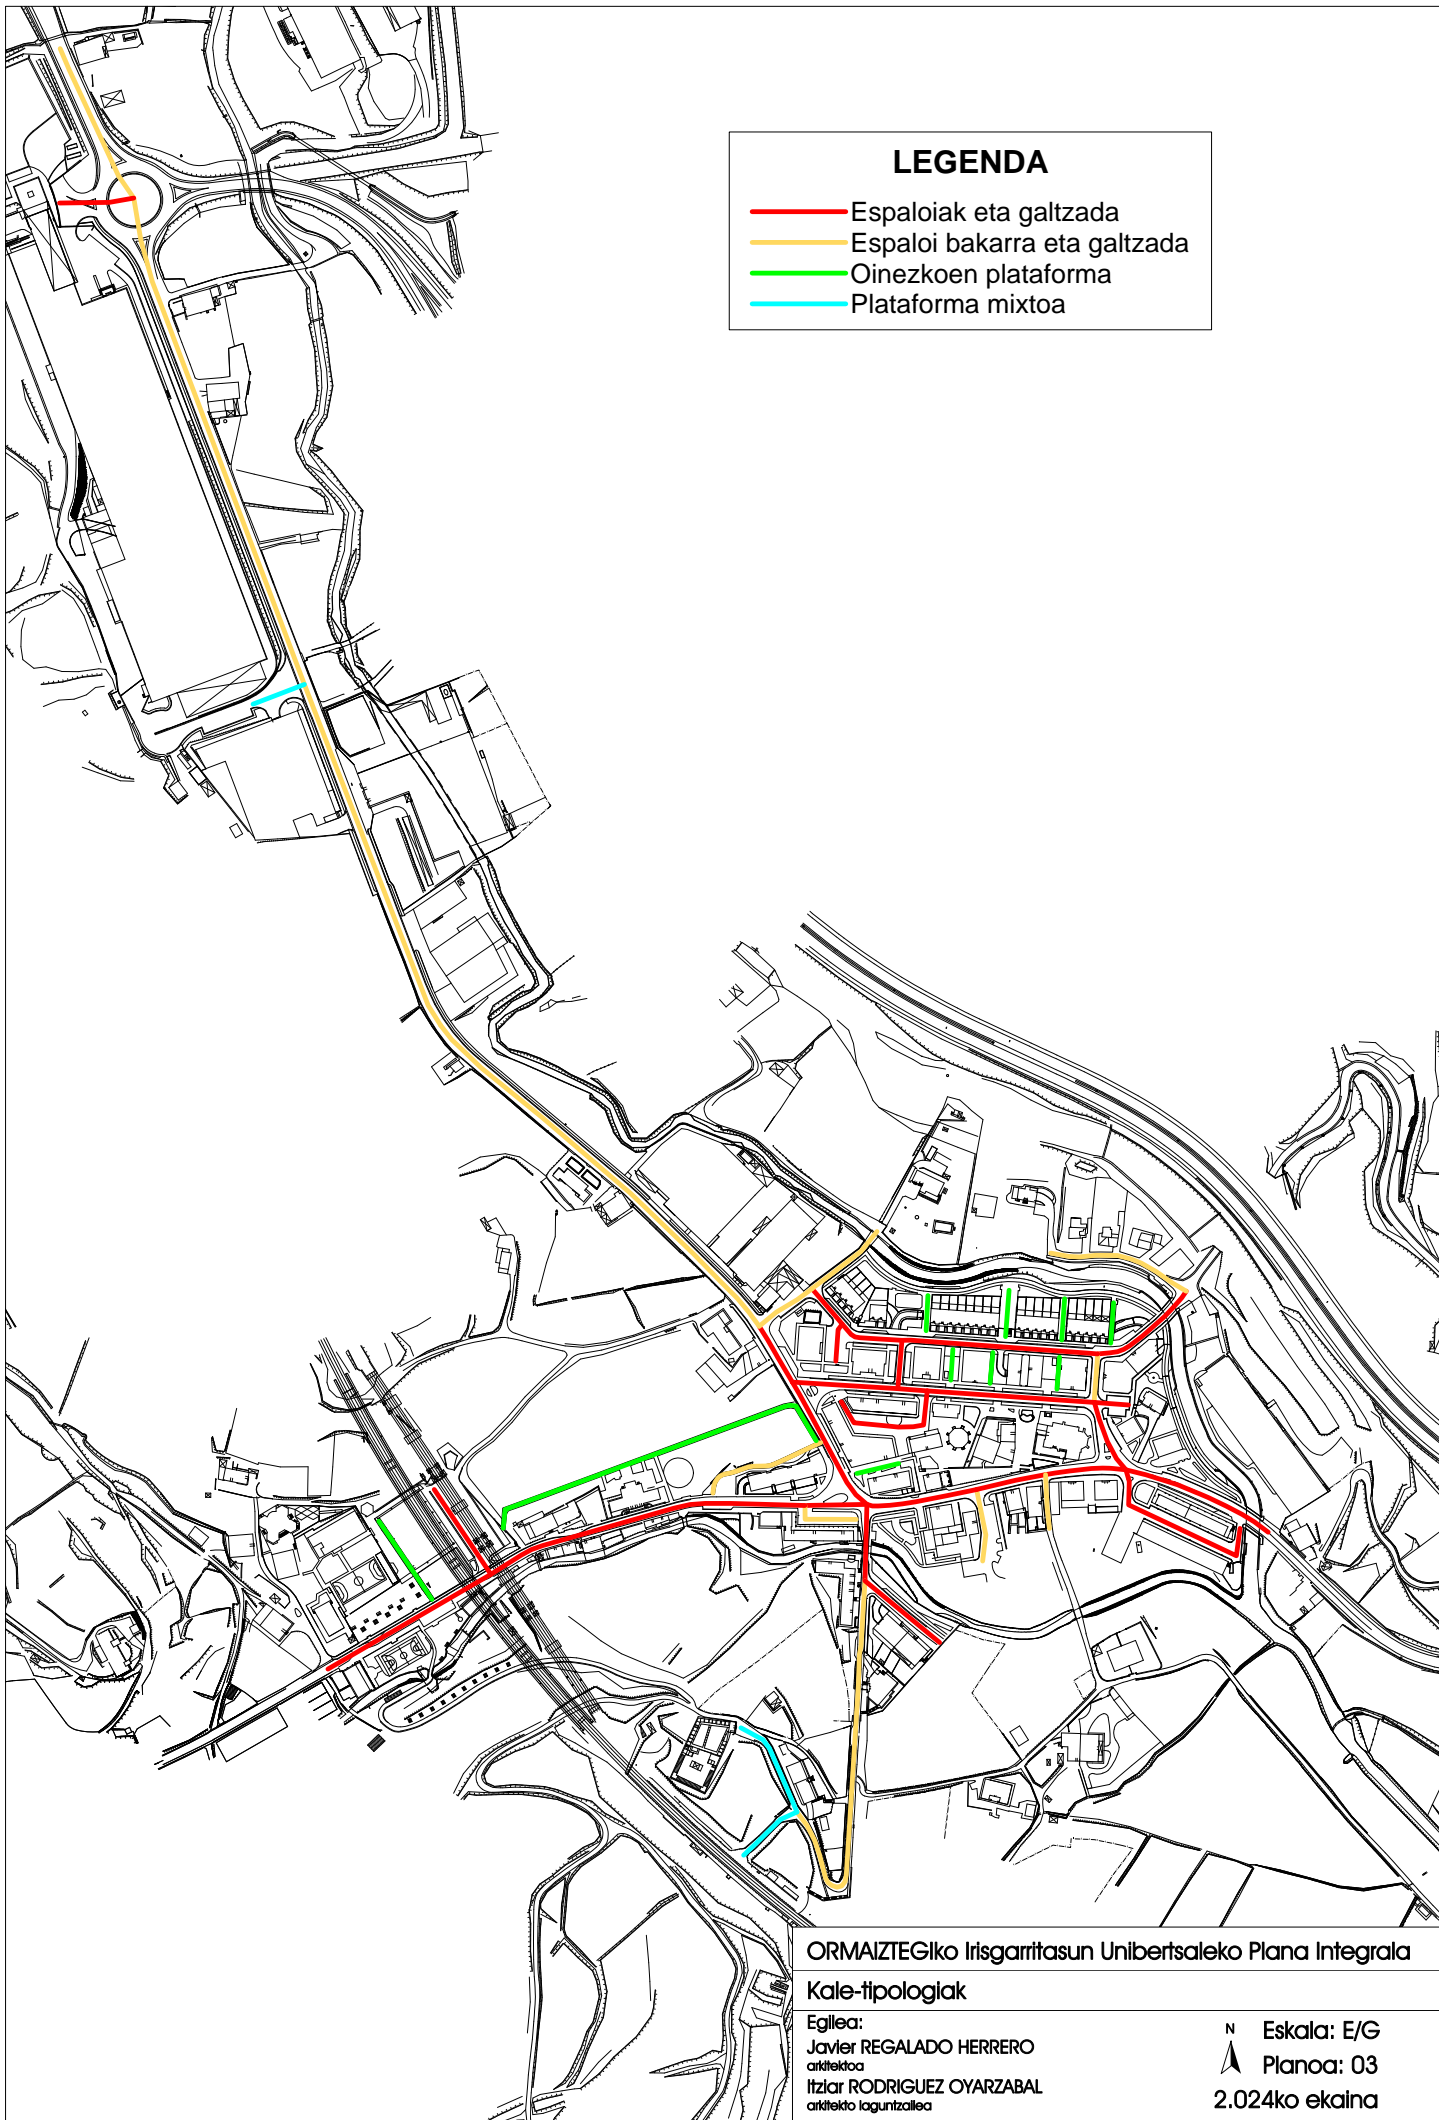 LEGENDA
Espaloiak eta galtzada
Espaloi bakarra eta galtzada
Oinezkoen plataforma
Plataforma mixtoa
ORMAIZTEGIko Irisgarritasun Unibertsaleko Plana Integrala
Kale-tipologiak
Egilea:
Javier REGALADO HERRERO
arkitektoa
Itziar RODRIGUEZ OYARZABAL
arkitekto laguntzailea
N
Eskala: E/G
Planoa: 03
2.024ko ekaina